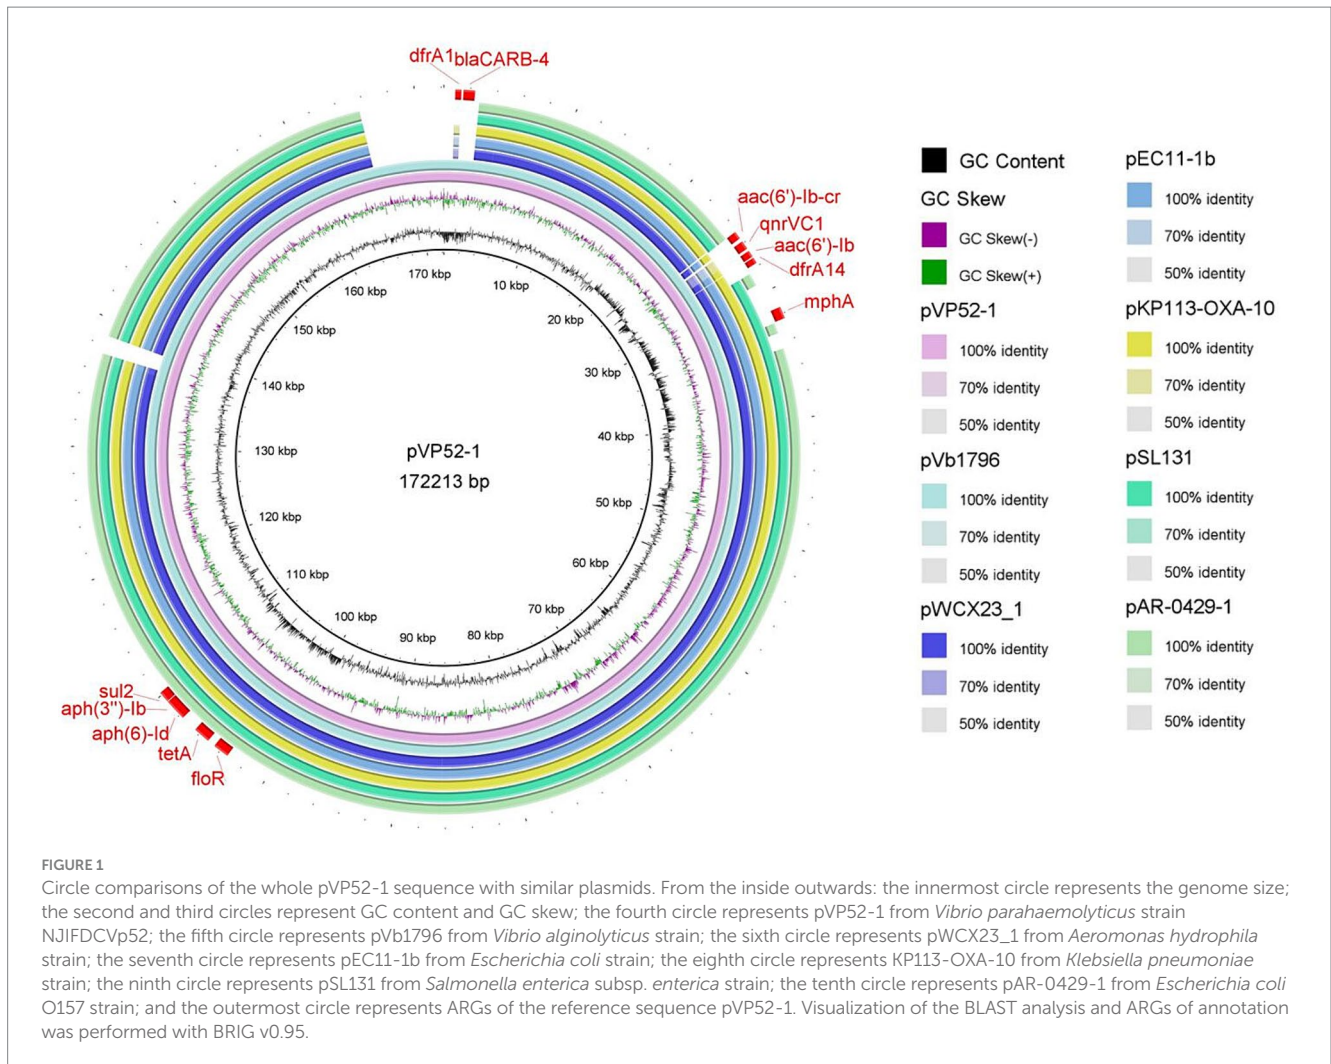 dfrA1 blaCARB-4
aac(6')-Ib-cr
qnrVC1
aac(6')-Ib
dfrA14
mphA
170 kbp
10 kbp
160 kbp
20 kbp
150 kbp
30 kbp
140 kbp
40 kbp
130 kbp
pVP52-1
172213 bp
50 kbp
120 kbp
60 kbp
110 kbp
70 kbp
100 kbp
90 kbp
80 kbp
sul2
aph(3'')-Ib
aph(6)-Id
tetA
floR
GC Content
GC Skew
GC Skew(-)
GC Skew(+)
pVP52-1
100% identity
70% identity
50% identity
pVb1796
100% identity
70% identity
50% identity
pWCX23_1
100% identity
70% identity
50% identity
pEC11-1b
100% identity
70% identity
50% identity
pKP113-OXA-10
100% identity
70% identity
50% identity
pSL131
100% identity
70% identity
50% identity
pAR-0429-1
100% identity
70% identity
50% identity
FIGURE 1
Circle comparisons of the whole pVP52-1 sequence with similar plasmids. From the inside outwards: the innermost circle represents the genome size;
the second and third circles represent GC content and GC skew; the fourth circle represents pVP52-1 from Vibrio parahaemolyticus strain
NJIFDCVp52; the fifth circle represents pVb1796 from Vibrio alginolyticus strain; the sixth circle represents pWCX23_1 from Aeromonas hydrophila
strain; the seventh circle represents pEC11-1b from Escherichia coli strain; the eighth circle represents KP113-OXA-10 from Klebsiella pneumoniae
strain; the ninth circle represents pSL131 from Salmonella enterica subsp. enterica strain; the tenth circle represents pAR-0429-1 from Escherichia coli
O157 strain; and the outermost circle represents ARGs of the reference sequence pVP52-1. Visualization of the BLAST analysis and ARGs of annotation
was performed with BRIG v0.95.